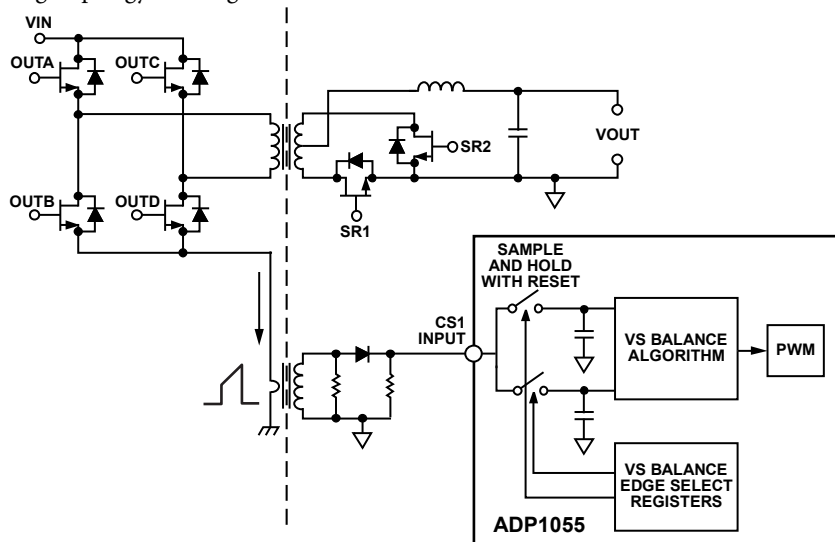 VIN
OUTA
OUTC
OUTB
OUTD
SR2
SR1
VOUT
SAMPLE
AND HOLD
WITH RESET
CS1
INPUT
VS BALANCE
ALGORITHM
PWM
VS BALANCE
EDGE SELECT
REGISTERS
ADP1055